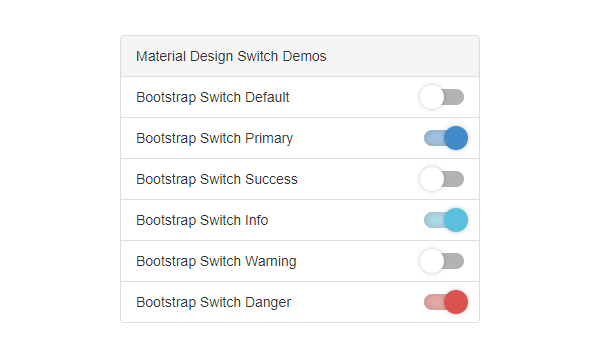 Material Design Switch Demos
Bootstrap Switch Default
Bootstrap Switch Primary
Bootstrap Switch Success
Bootstrap Switch Info
Bootstrap Switch Warning
Bootstrap Switch Danger